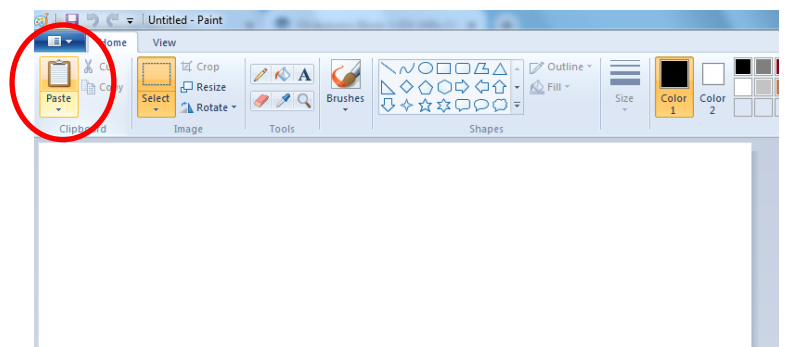 Untitled - Paint
Home View
Cut
Copy
Paste
Clipboard
Select
Crop
Resize
Rotate
Image
A
Tools
Brushes
Outline
Fill
Shapes
Size
Color 1
Color 2